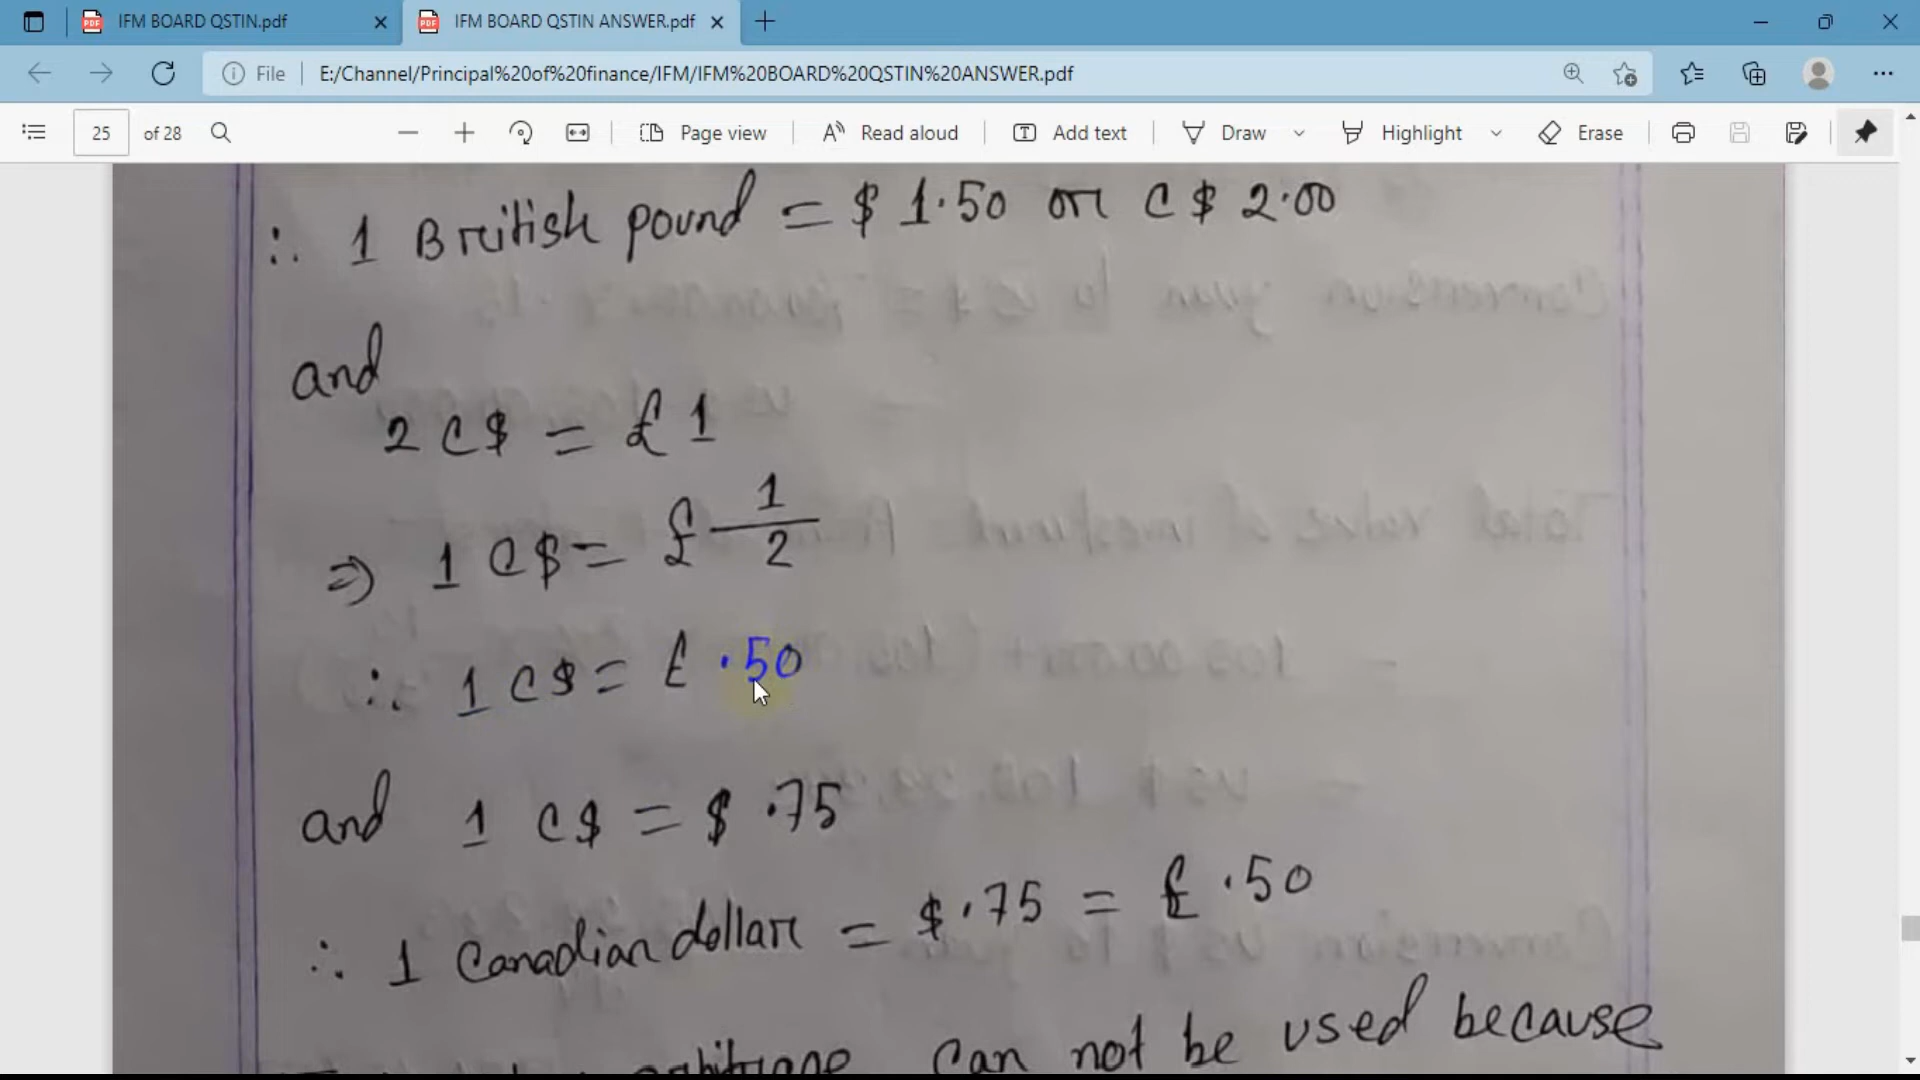 IFM BOARD QSTIN.pdf
IFM BOARD QSTIN ANSWER.pdf
File E:/Channel/Principal%20of%20finance/IFM/IFM%20BOARD%20QSTIN%20ANSWER.pdf
25 of 28 Page view Read aloud Add text Draw Highlight Erase
∴ 1 British pound = $ 1.50 or C$ 2.00
and
2 C$ = £ 1
⇒ 1 C$ = £ 1/2
∴ 1 C$ = £ .50
and 1 C$ = $ .75
∴ 1 Canadian dollar = $ .75 = £ .50
can not be used because